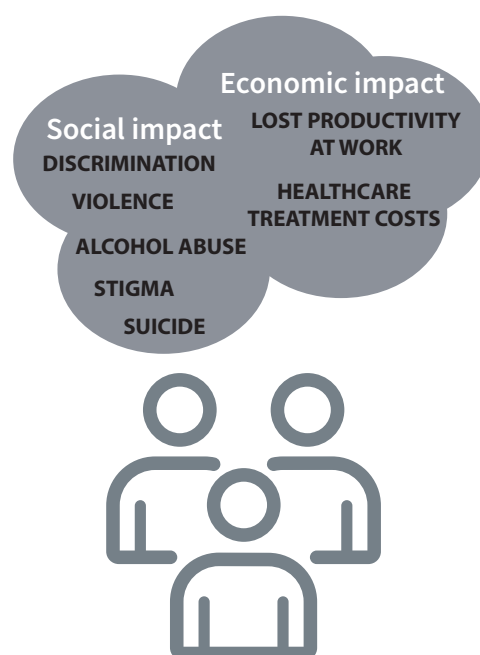 Social impact
DISCRIMINATION
VIOLENCE
ALCOHOL ABUSE
STIGMA
SUICIDE
Economic impact
LOST PRODUCTIVITY
AT WORK
HEALTHCARE
TREATMENT COSTS